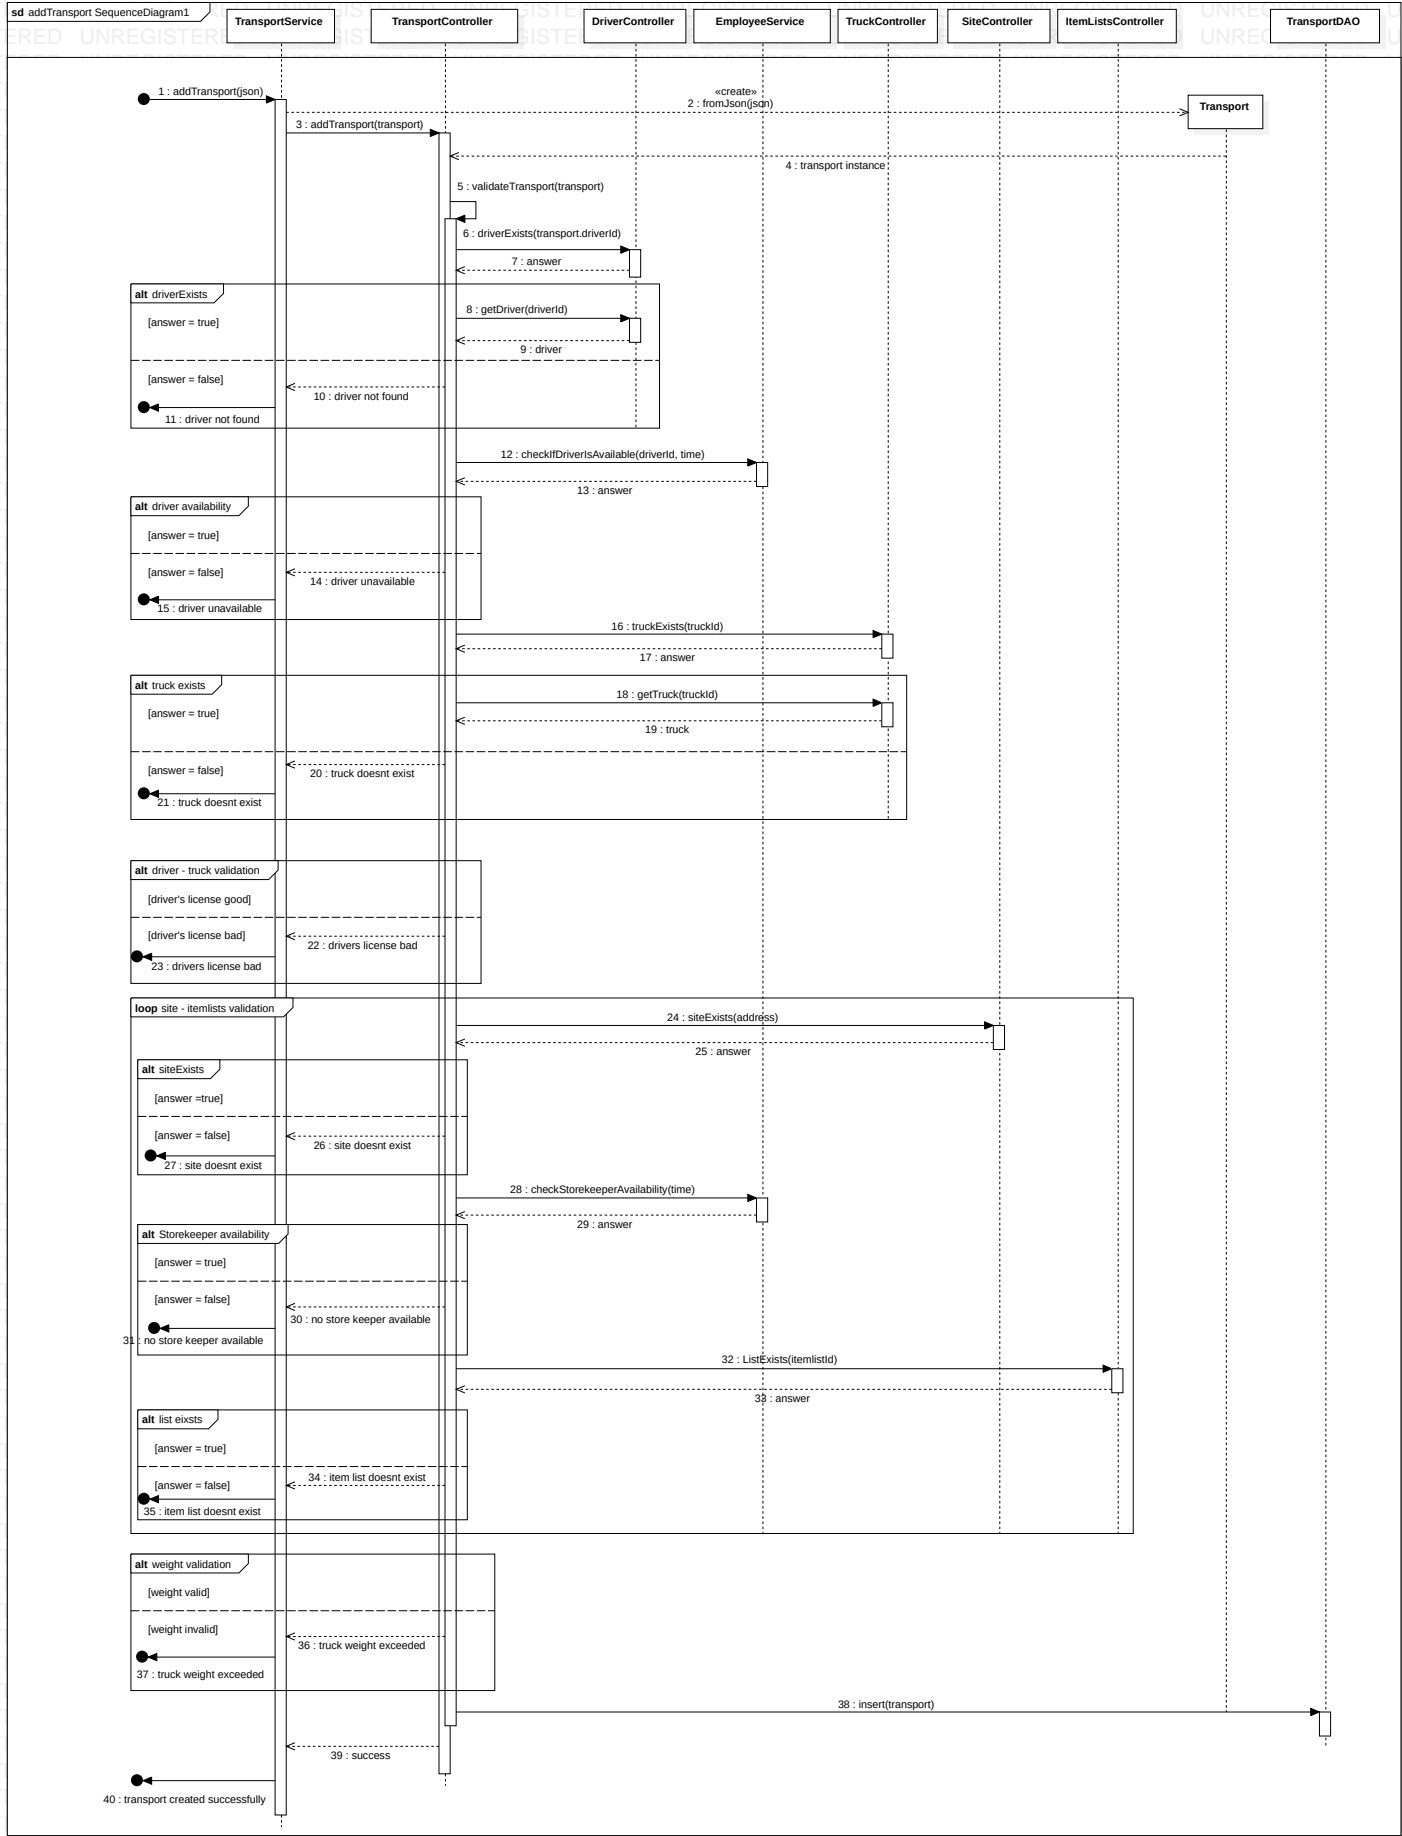 sd addTransport SequenceDiagram1
UNREGISTERED
TransportService
TransportController
DriverController
EmployeeService
TruckController
SiteController
ItemListsController
TransportDAO
1 : addTransport(json)
«create»
2 : fromJson(json)
Transport
3 : addTransport(transport)
4 : transport instance
5 : validateTransport(transport)
6 : driverExists(transport.driverId)
7 : answer
alt driverExists
8 : getDriver(driverId)
[answer = true]
9 : driver
[answer = false]
10 : driver not found
11 : driver not found
12 : checkIfDriverIsAvailable(driverId, time)
13 : answer
alt driver availability
[answer = true]
[answer = false]
14 : driver unavailable
15 : driver unavailable
16 : truckExists(truckId)
17 : answer
alt truck exists
18 : getTruck(truckId)
[answer = true]
19 : truck
[answer = false]
20 : truck doesnt exist
21 : truck doesnt exist
alt driver - truck validation
[driver's license good]
[driver's license bad]
22 : drivers license bad
23 : drivers license bad
loop site - itemlists validation
24 : siteExists(address)
25 : answer
alt siteExists
[answer =true]
[answer = false]
26 : site doesnt exist
27 : site doesnt exist
28 : checkStorekeeperAvailability(time)
29 : answer
alt Storekeeper availability
[answer = true]
[answer = false]
30 : no store keeper available
31 : no store keeper available
32 : ListExists(itemlistId)
33 : answer
alt list eixsts
[answer = true]
34 : item list doesnt exist
[answer = false]
35 : item list doesnt exist
alt weight validation
[weight valid]
[weight invalid]
36 : truck weight exceeded
37 : truck weight exceeded
38 : insert(transport)
39 : success
40 : transport created successfully